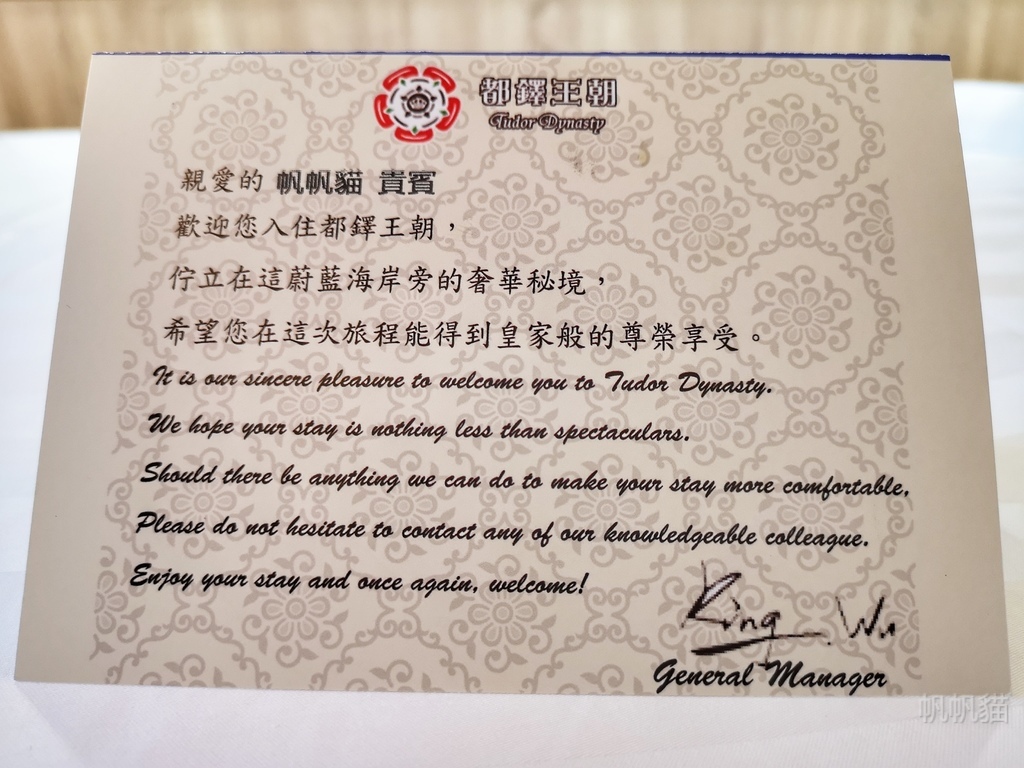 都鐸王朝
Tudor Dynasty
親愛的 帆帆貓 貴賓
歡迎您入住都鐸王朝，
佇立在這蔚藍海岸旁的奢華秘境，
希望您在這次旅程能得到皇家般的尊榮享受。
It is our sincere pleasure to welcome you to Tudor Dynasty.
We hope your stay is nothing less than spectaculars.
Should there be anything we can do to make your stay more comfortable,
Please do not hesitate to contact any of our knowledgeable colleague.
Enjoy your stay and once again, welcome!
King Wu
General Manager
帆帆貓